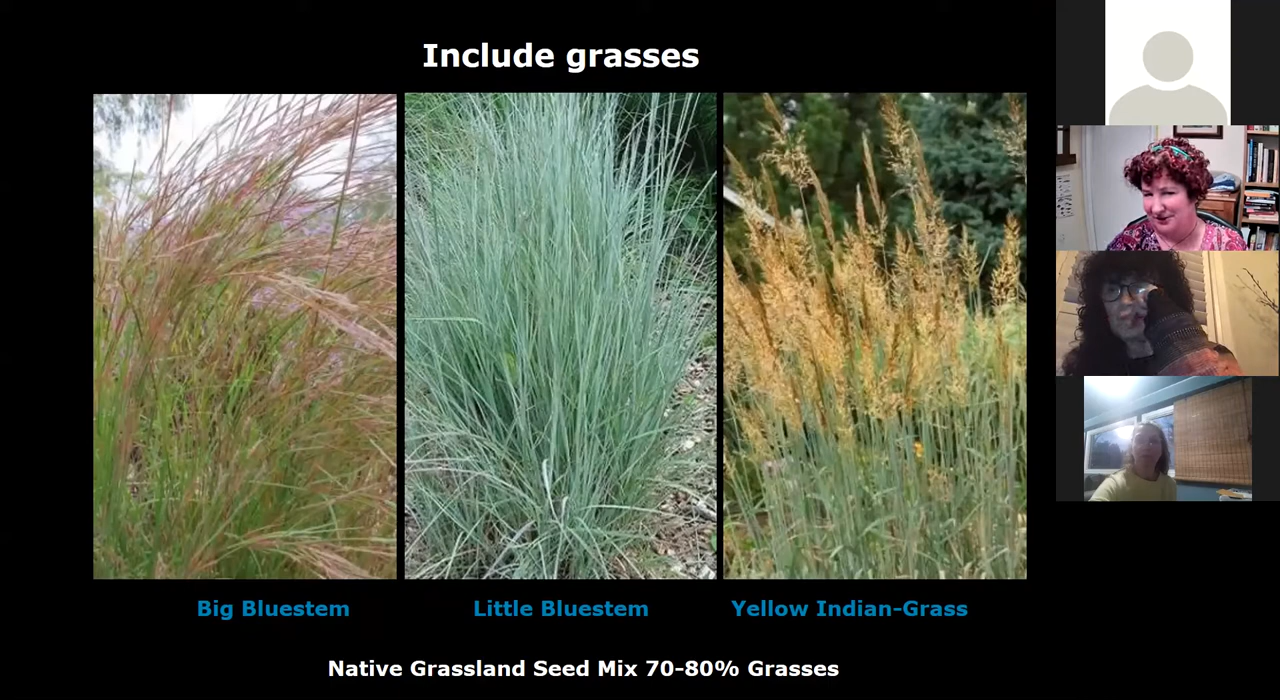 Include grasses
Big Bluestem
Little Bluestem
Yellow Indian-Grass
Native Grassland Seed Mix 70-80% Grasses